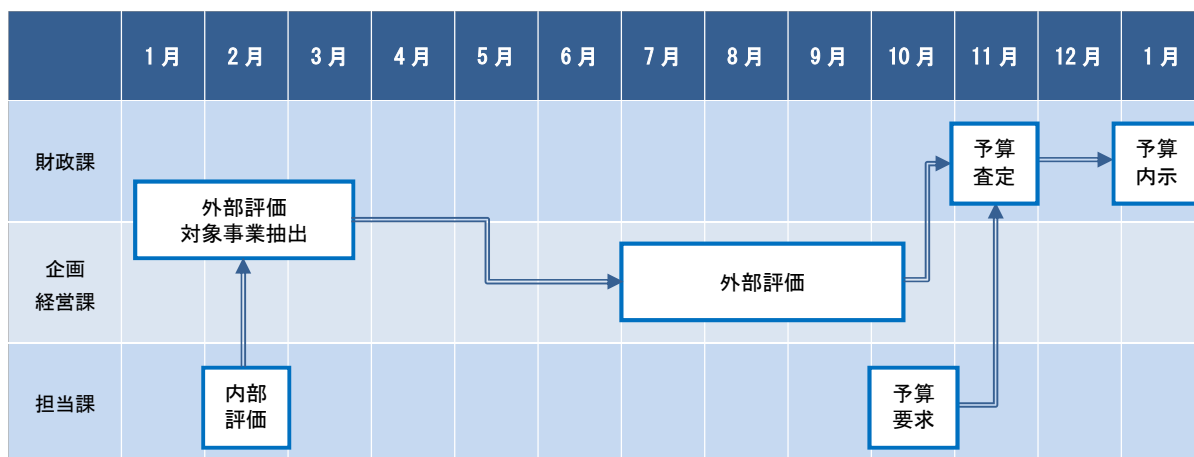 1月 2月 3月 4月 5月 6月 7月 8月 9月 10月 11月 12月 1月
財政課
予算
査定
予算
内示
外部評価
対象事業抽出
企画
経営課
外部評価
担当課
内部
評価
予算
要求